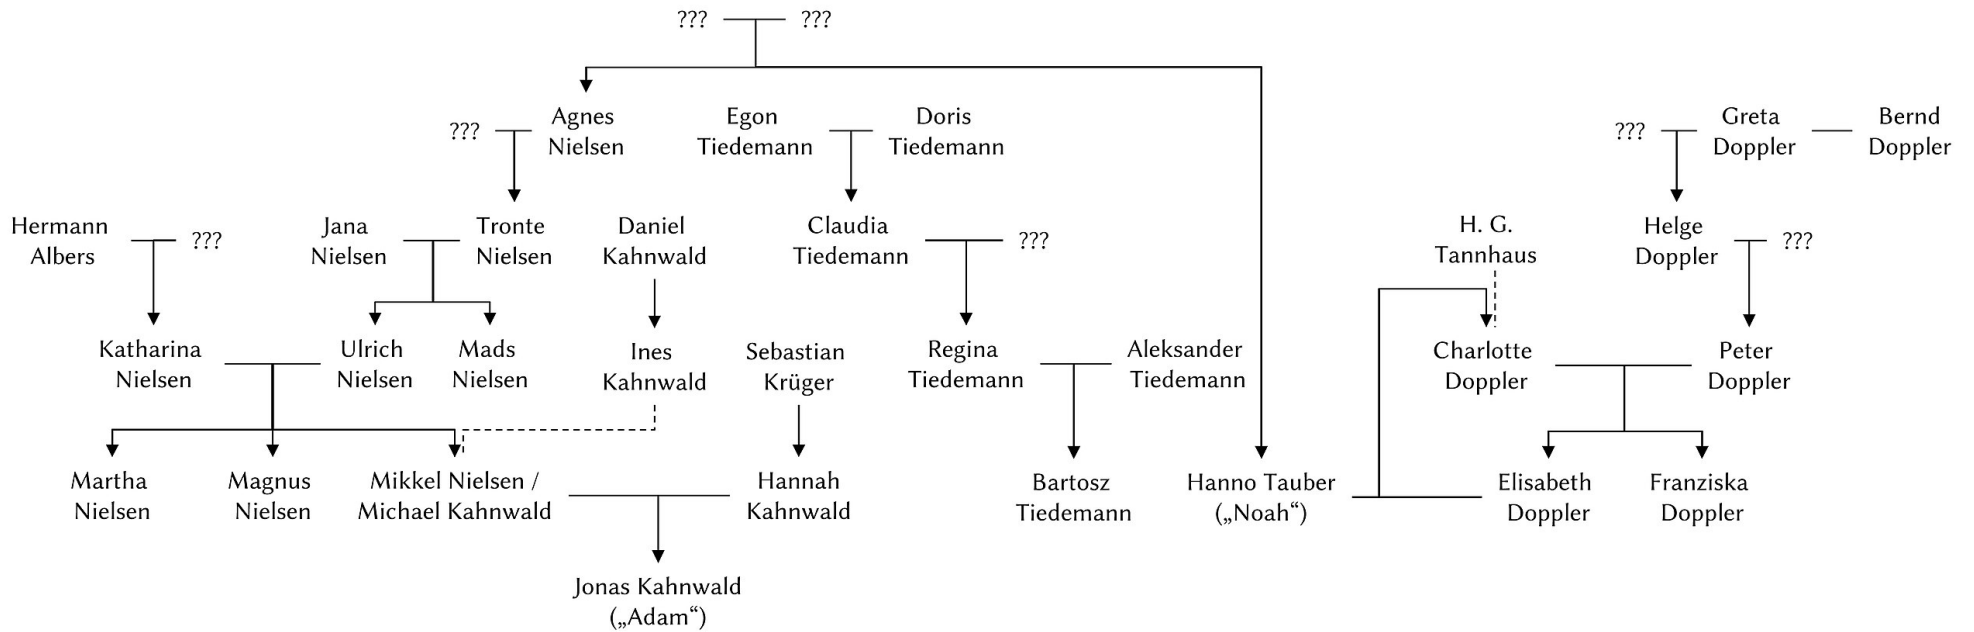 ??? ???
Agnes
Nielsen
Egon
Tiedemann
Doris
Tiedemann
Greta
Doppler
Bernd
Doppler
???
???
Hermann
Albers
???
Jana
Nielsen
Tronte
Nielsen
Daniel
Kahnwald
Claudia
Tiedemann
???
H. G.
Tannhaus
Helge
Doppler
???
Katharina
Nielsen
Ulrich
Nielsen
Mads
Nielsen
Ines
Kahnwald
Sebastian
Krüger
Regina
Tiedemann
Aleksander
Tiedemann
Charlotte
Doppler
Peter
Doppler
Martha
Nielsen
Magnus
Nielsen
Mikkel Nielsen /
Michael Kahnwald
Hannah
Kahnwald
Bartosz
Tiedemann
Hanno Tauber
(„Noah“)
Elisabeth
Doppler
Franziska
Doppler
Jonas Kahnwald
(„Adam“)